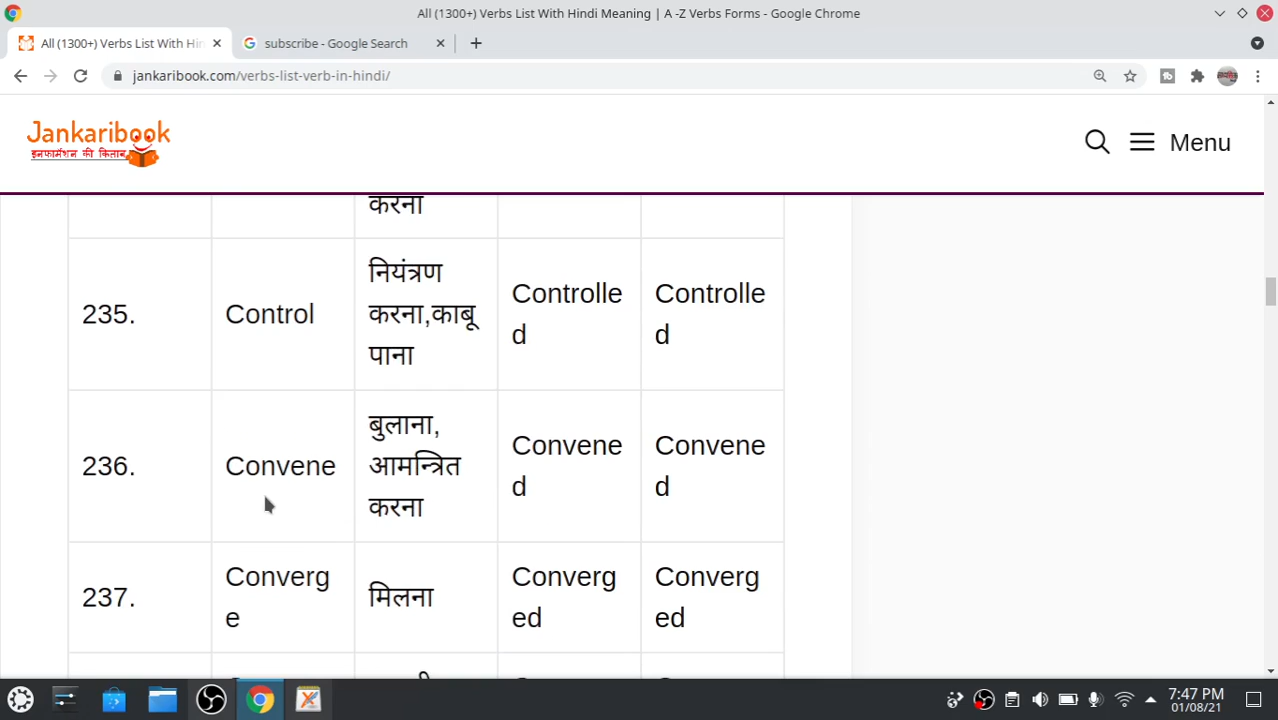 All (1300+) Verbs List With Hindi Meaning | A -Z Verbs Forms - Google Chrome
All (1300+) Verbs List With Hin
subscribe - Google Search
jankaribook.com/verbs-list-verb-in-hindi/
Jankaribook
इनफार्मेशन की किताब
Menu
करना
235.
Control
नियंत्रण
करना,काबू
पाना
Controlle
d
Controlle
d
236.
Convene
बुलाना,
आमन्त्रित
करना
Convene
d
Convene
d
237.
Converg
e
मिलना
Converg
ed
Converg
ed
7:47 PM
01/08/21